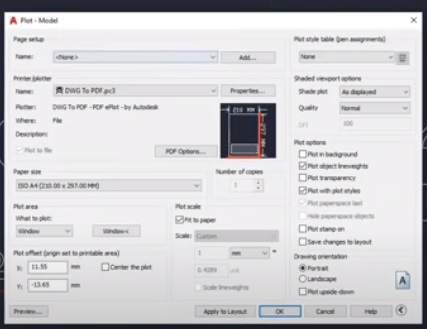 Plot - Model
Page setup
Name: <None> Add...
Printer/plotter
Name: DWG To PDF.pc3 Properties...
Plotter: DWG To PDF - PDF ePlot - by Autodesk
Where: File
Description:
Plot to file
PDF Options...
210 MM
297 MM
Paper size
ISO A4 (210.00 x 297.00 MM)
Number of copies
1
Plot area
What to plot:
Window Window<
Plot offset (origin set to printable area)
X: 11.55 mm Center the plot
Y: -13.65 mm
Plot scale
Fit to paper
Scale: Custom
1 mm =
0.4289 unit
Scale lineweights
Plot style table (pen assignments)
None
Shaded viewport options
Shade plot As displayed
Quality Normal
DPI 100
Plot options
Plot in background
Plot object lineweights
Plot transparency
Plot with plot styles
Plot paperspace last
Hide paperspace objects
Plot stamp on
Save changes to layout
Drawing orientation
Portrait
Landscape
Plot upside-down
A
Preview... Apply to Layout OK Cancel Help